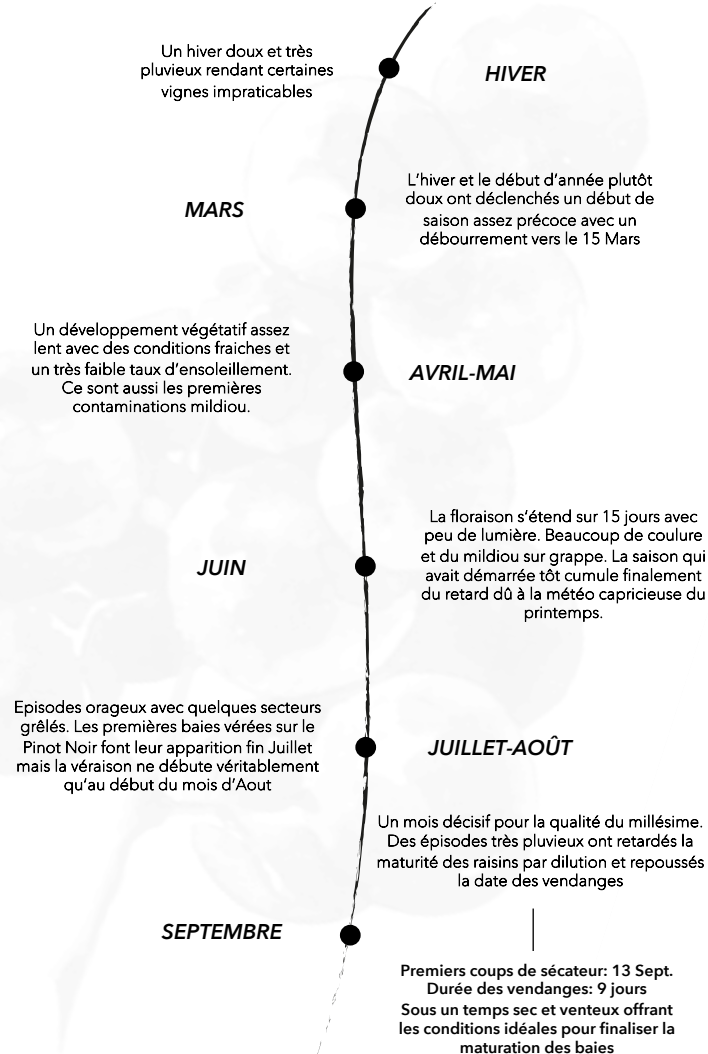 Un hiver doux et très
pluvieux rendant certaines
vignes impraticables
HIVER
MARS
L'hiver et le début d'année plutôt
doux ont déclenchés un début de
saison assez précoce avec un
débourrement vers le 15 Mars
Un développement végétatif assez
lent avec des conditions fraiches et
un très faible taux d'ensoleillement.
Ce sont aussi les premières
contaminations mildiou.
AVRIL-MAI
JUIN
La floraison s'étend sur 15 jours avec
peu de lumière. Beaucoup de coulure
et du mildiou sur grappe. La saison qui
avait démarrée tôt cumule finalement
du retard dû à la météo capricieuse du
printemps.
Episodes orageux avec quelques secteurs
grêlés. Les premières baies vérées sur le
Pinot Noir font leur apparition fin Juillet
mais la véraison ne débute véritablement
qu'au début du mois d'Aout
JUILLET-AOÛT
SEPTEMBRE
Un mois décisif pour la qualité du millésime.
Des épisodes très pluvieux ont retardés la
maturité des raisins par dilution et repoussés
la date des vendanges
Premiers coups de sécateur: 13 Sept.
Durée des vendanges: 9 jours
Sous un temps sec et venteux offrant
les conditions idéales pour finaliser la
maturation des baies